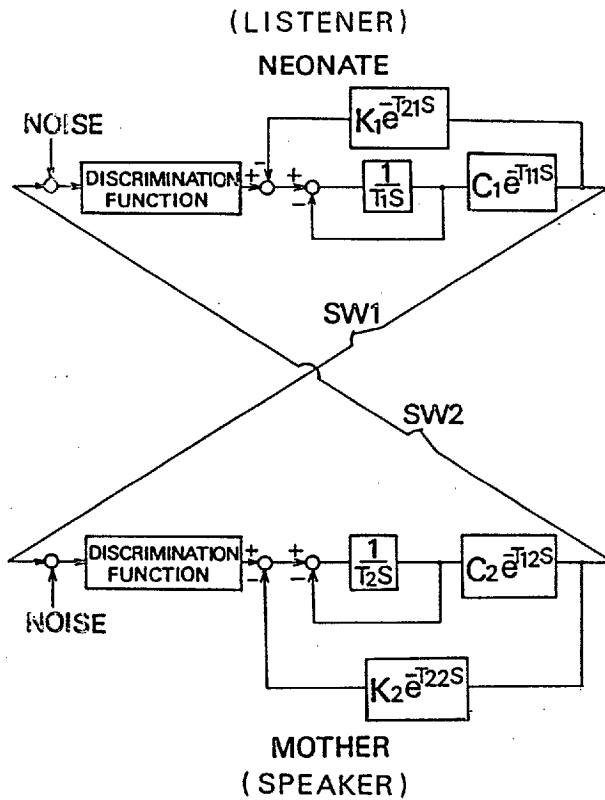 (LISTENER)
NEONATE
K₁e^-T21S
NOISE
DISCRIMINATION
FUNCTION
+
-
+
-
1
T₁S
C₁e^-T11S
SW1
SW2
DISCRIMINATION
FUNCTION
+
-
+
-
1
T₂S
C₂e^-T12S
NOISE
K₂e^-T22S
MOTHER
(SPEAKER)